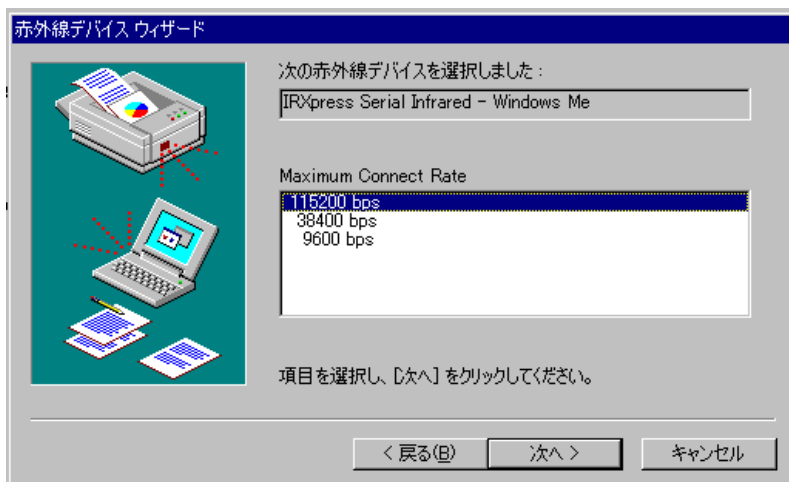 赤外線デバイス ウィザード
次の赤外線デバイスを選択しました :
IRXpress Serial Infrared - Windows Me
Maximum Connect Rate
115200 bps
38400 bps
9600 bps
項目を選択し、[次へ] をクリックしてください。
< 戻る(B)
次へ >
キャンセル